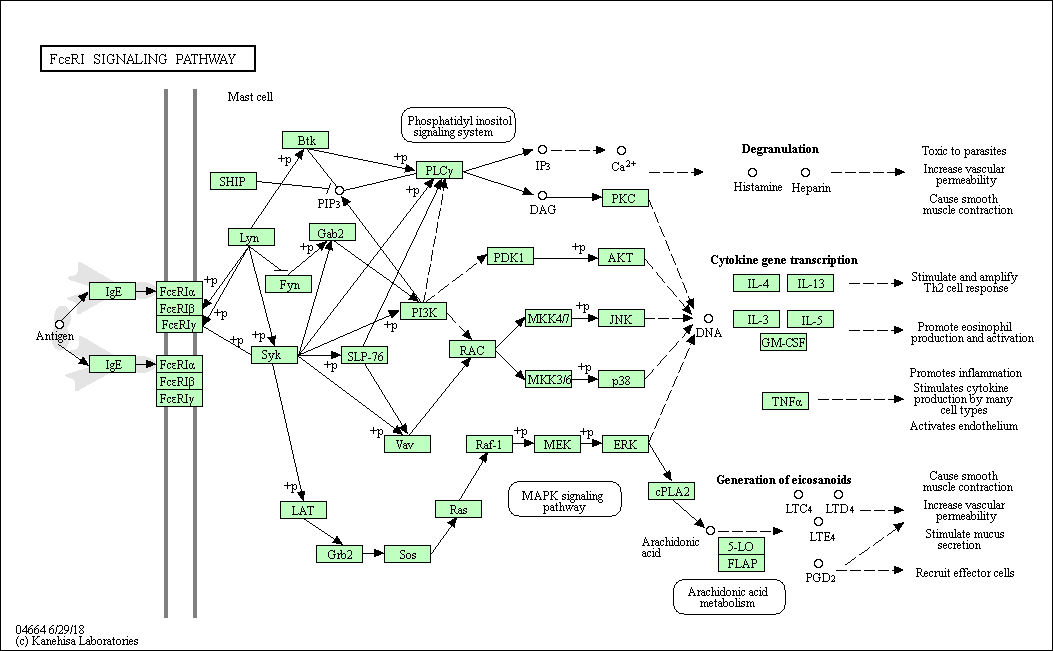 FcεRI SIGNALING PATHWAY
Mast cell
Phosphatidyl inositol
signaling system
Btk
+p
+p
PLCγ
IP3
Ca2+
Degranulation
Toxic to parasites
Increase vascular
permeability
Cause smooth
muscle contraction
SHIP
PIP3
+p
DAG
PKC
Histamine
Heparin
Lyn
Gab2
+p
Fyn
PDK1
+p
AKT
Cytokine gene transcription
IL-4
IL-13
Stimulate and amplify
Th2 cell response
IgE
FcεRIα
FcεRIβ
FcεRIγ
+p
+p
Antigen
PI3K
+p
MKK4/7
+p
JNK
DNA
IL-3
IL-5
GM-CSF
Promote eosinophil
production and activation
+p
Syk
+p
SLP-76
RAC
IgE
FcεRIα
FcεRIβ
FcεRIγ
MKK3/6
+p
p38
TNFα
Promotes inflammation
Stimulates cytokine
production by many
cell types
Activates endothelium
+p
Vav
Raf-1
+p
MEK
+p
ERK
+p
LAT
Ras
MAPK signaling
pathway
cPLA2
Generation of eicosanoids
LTC4
LTD4
LTE4
Cause smooth
muscle contraction
Increase vascular
permeability
Stimulate mucus
secretion
Grb2
Sos
Arachidonic
acid
5-LO
FLAP
PGD2
Recruit effector cells
Arachidonic acid
metabolism
04664 6/29/18
(c) Kanehisa Laboratories